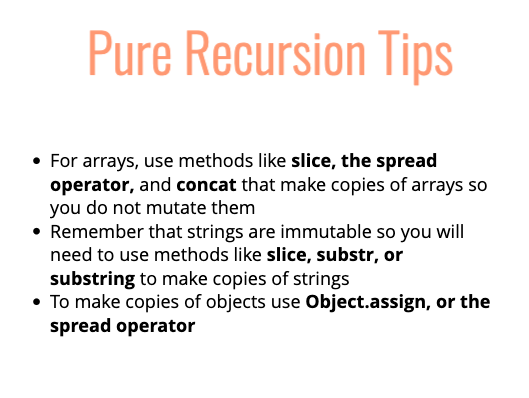 Pure Recursion Tips
• For arrays, use methods like slice, the spread
operator, and concat that make copies of arrays so
you do not mutate them
• Remember that strings are immutable so you will
need to use methods like slice, substr, or
substring to make copies of strings
• To make copies of objects use Object.assign, or the
spread operator